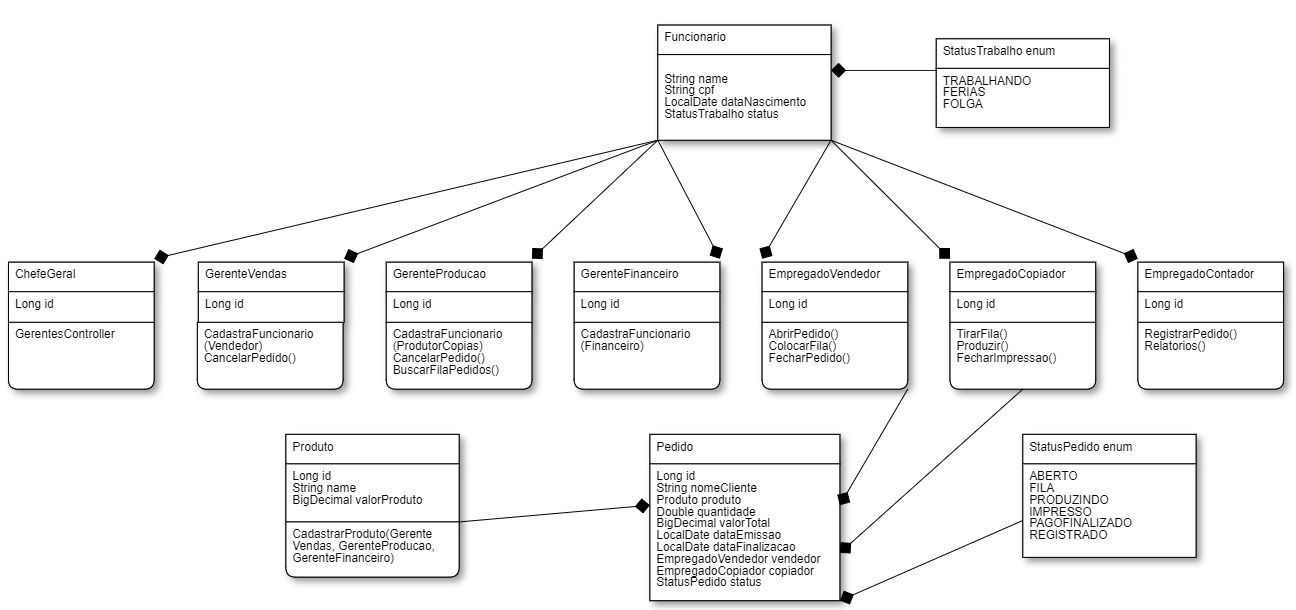 Funcionario
String name
String cpf
LocalDate dataNascimento
StatusTrabalho status
StatusTrabalho enum
TRABALHANDO
FERIAS
FOLGA
ChefeGeral
Long id
GerentesController
GerenteVendas
Long id
CadastraFuncionario
(Vendedor)
CancelarPedido()
GerenteProducao
Long id
CadastraFuncionario
(ProdutorCopias)
CancelarPedido()
BuscarFilaPedidos()
GerenteFinanceiro
Long id
CadastraFuncionario
(Financeiro)
EmpregadoVendedor
Long id
AbrirPedido()
ColocarFila()
FecharPedido()
EmpregadoCopiador
Long id
TirarFila()
Produzir()
FecharImpressao()
EmpregadoContador
Long id
RegistrarPedido()
Relatorios()
Produto
Long id
String name
BigDecimal valorProduto
CadastrarProduto(Gerente
Vendas, GerenteProducao,
GerenteFinanceiro)
Pedido
Long id
String nomeCliente
Produto produto
Double quantidade
BigDecimal valorTotal
LocalDate dataEmissao
LocalDate dataFinalizacao
EmpregadoVendedor vendedor
EmpregadoCopiador copiador
StatusPedido status
StatusPedido enum
ABERTO
FILA
PRODUZINDO
IMPRESSO
PAGOFINALIZADO
REGISTRADO